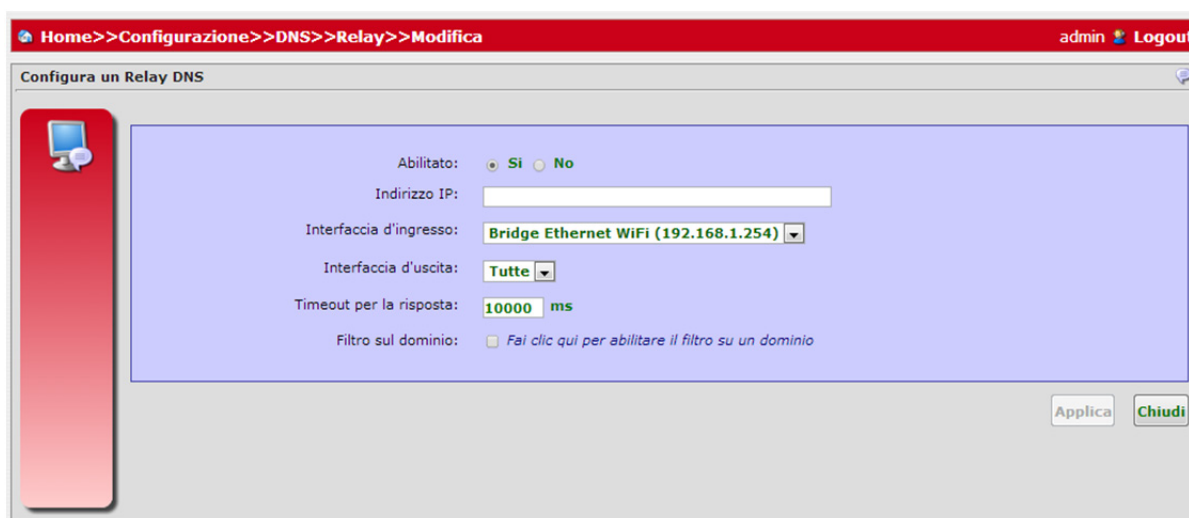 Home>>Configurazione>>DNS>>Relay>>Modifica admin Logout
Configura un Relay DNS
Abilitato: Si No
Indirizzo IP:
Interfaccia d'ingresso: Bridge Ethernet WiFi (192.168.1.254)
Interfaccia d'uscita: Tutte
Timeout per la risposta: 10000 ms
Filtro sul dominio: Fai clic qui per abilitare il filtro su un dominio
Applica Chiudi